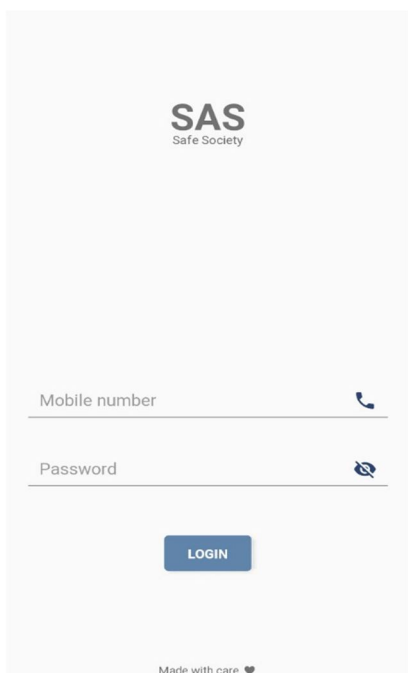 SAS
Safe Society
Mobile number
Password
LOGIN
Made with care